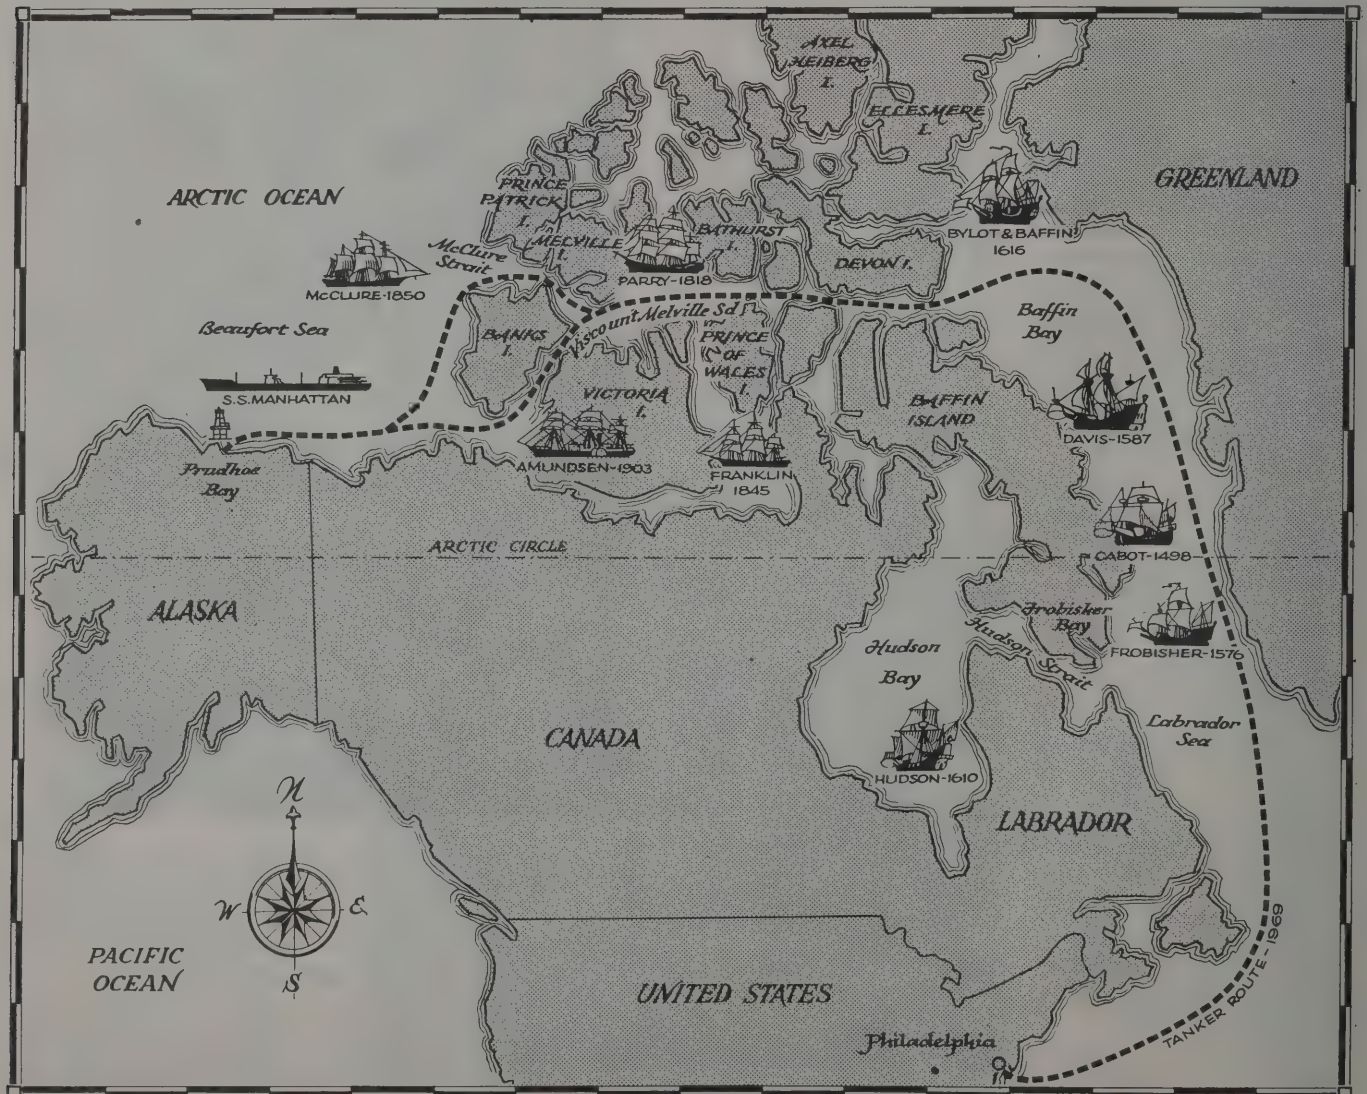 AXEL
HEIBERG
I.
ELLESMERE
I.
GREENLAND
ARCTIC OCEAN
PRINCE
PATRICK
I.
McClure
Strait
MELVILLE
I.
BATHURST
I.
BYLOT & BAFFIN
1616
DEVON I.
PARRY-1818
McCLURE-1850
Beaufort Sea
BANKS
I.
Viscount Melville Sd
PRINCE
OF
WALES
I.
Baffin
Bay
S.S. MANHATTAN
VICTORIA
I.
BAFFIN
ISLAND
DAVIS-1587
Prudhoe
Bay
AMUNDSEN-1903
FRANKLIN
1845
ARCTIC CIRCLE
CABOT-1498
ALASKA
Frobisker
Bay
Hudson Strait
FROBISHER-1576
Hudson
Bay
Labrador
Sea
CANADA
HUDSON-1610
LABRADOR
N
W
E
S
PACIFIC
OCEAN
UNITED STATES
TANKER ROUTE-1969
Philadelphia